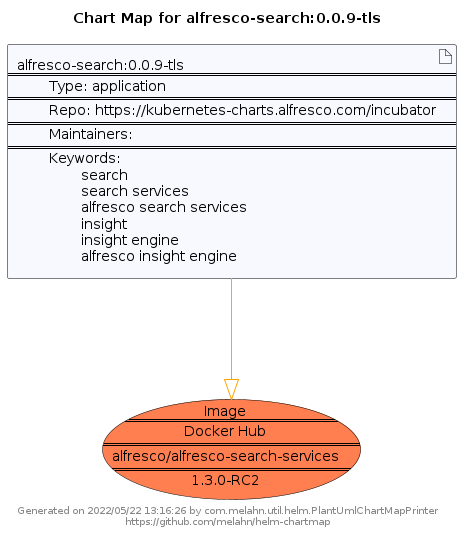 Chart Map for alfresco-search:0.0.9-tls
alfresco-search:0.0.9-tls
Type: application
Repo: https://kubernetes-charts.alfresco.com/incubator
Maintainers:
Keywords:
search
search services
alfresco search services
insight
insight engine
alfresco insight engine
Image
Docker Hub
alfresco/alfresco-search-services
1.3.0-RC2
Generated on 2022/05/22 13:16:26 by com.melahn.util.helm.PlantUmlChartMapPrinter
https://github.com/melahn/helm-chartmap